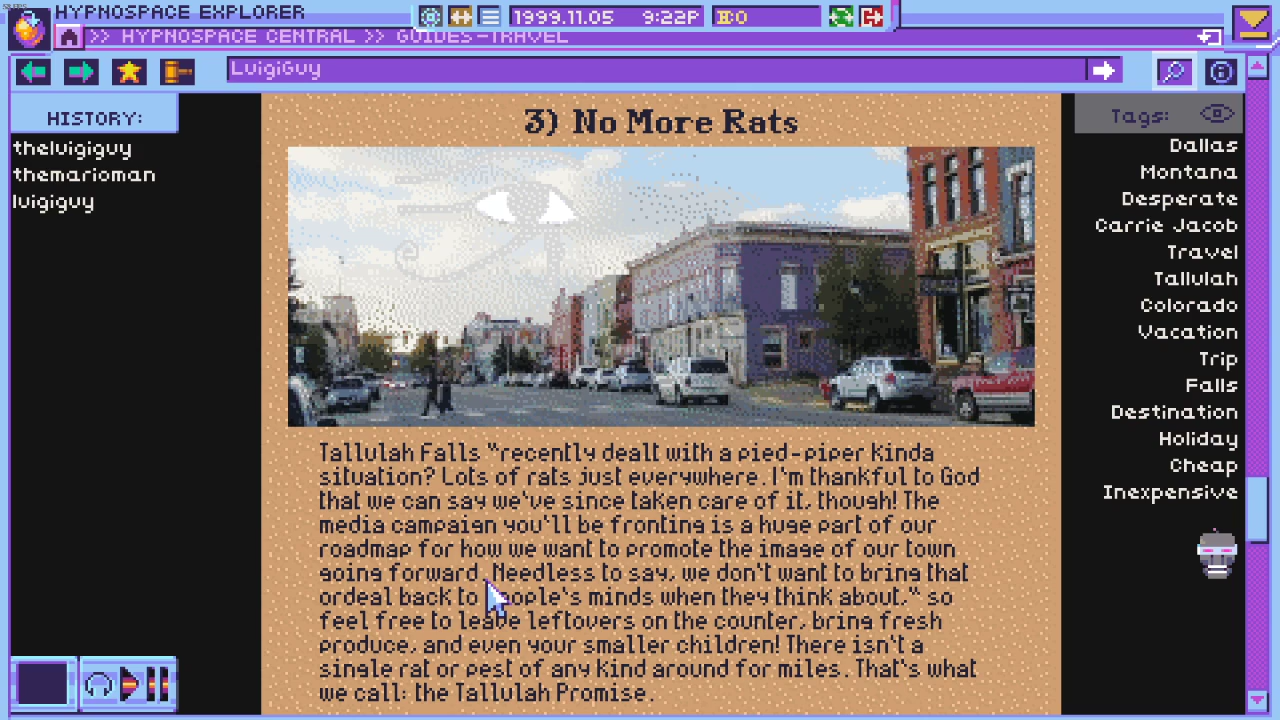 HYPNOSPACE EXPLORER
1999.11.05 9:22P
0
>> HYPNOSPACE CENTRAL >> GUIDES-TRAVEL
LuigiGuy
HISTORY:
theluigiguy
themarioman
luigiguy
3) No More Rats
Tallulah Falls "recently dealt with a pied-piper kinda
situation? Lots of rats just everywhere. I'm thankful to God
that we can say we've since taken care of it, though! The
media campaign you'll be fronting is a huge part of our
roadmap for how we want to promote the image of our town
going forward. Needless to say, we don't want to bring that
ordeal back to people's minds when they think about," so
feel free to leave leftovers on the counter, bring fresh
produce, and even your smaller children! There isn't a
single rat or pest of any kind around for miles. That's what
we call: the Tallulah Promise.
Tags:
Dallas
Montana
Desperate
Carrie Jacob
Travel
Tallulah
Colorado
Vacation
Trip
Falls
Destination
Holiday
Cheap
Inexpensive